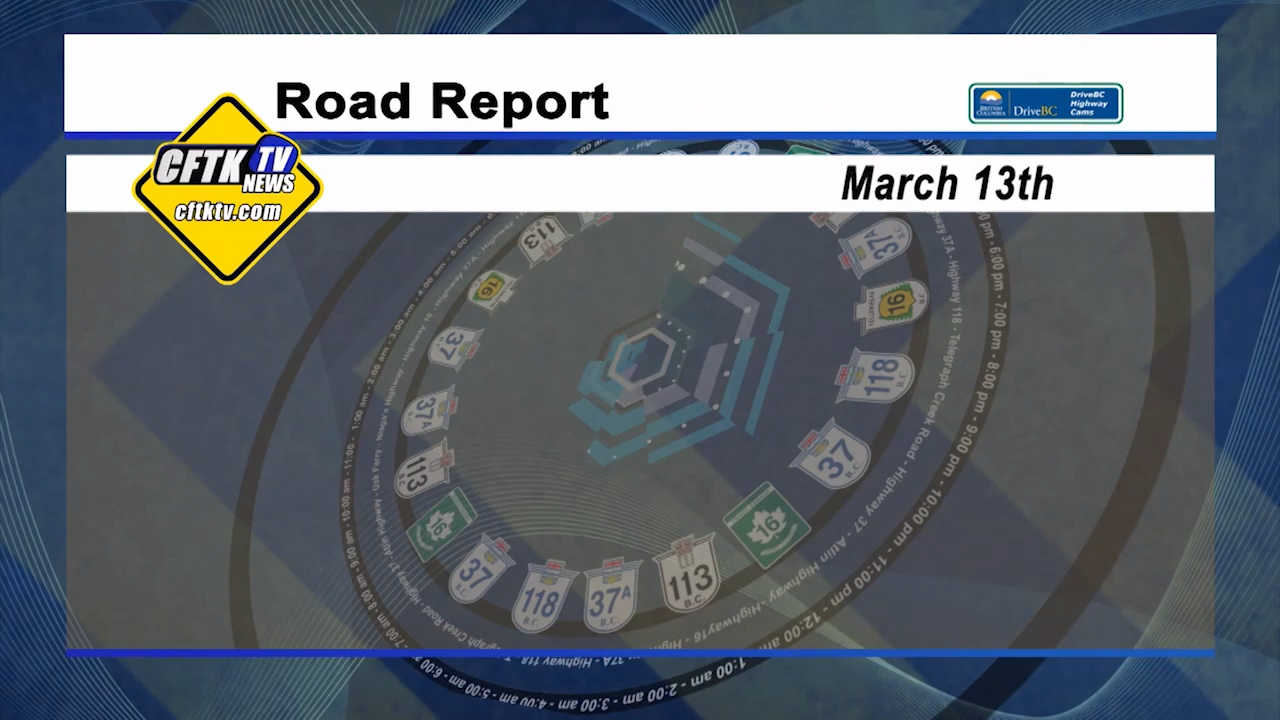 Road Report
BRITISH COLUMBIA
DriveBC
DriveBC
Highway
Cams
CFTK TV
NEWS
cftktv.com
March 13th
113
16
37
37A
113
16
37
B.C.
118
B.C.
37A
B.C.
113
B.C.
16
37
B.C.
118
B.C.
16
37A
Highway 37A - Highway 118 - Telegraph Creek Road - Highway 37 - Atlin Highway - Highway16
6:00 pm - 7:00 pm - 8:00 pm - 9:00 pm - 10:00 pm - 11:00 pm - 12:00 am - 1:00 am - 2:00 am - 3:00 am - 4:00 am - 5:00 am